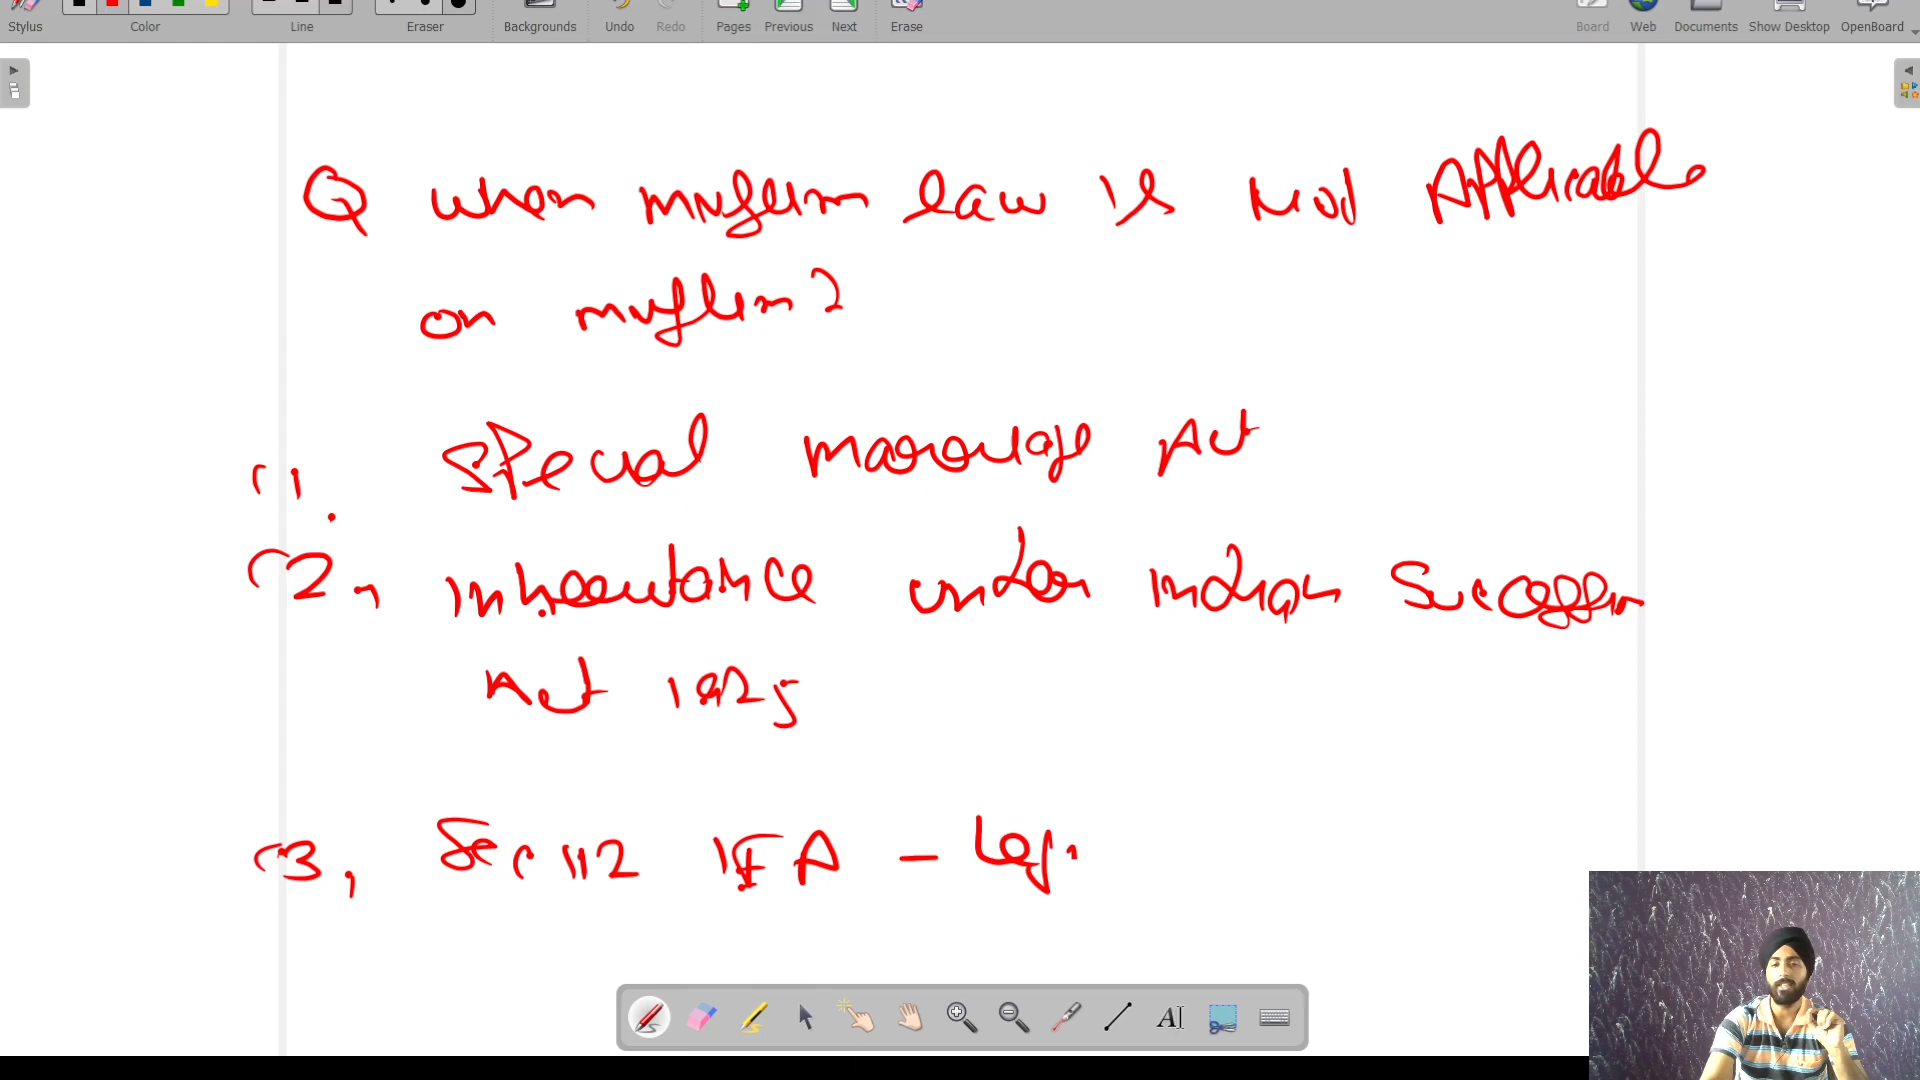 Stylus Color Line Eraser Backgrounds Undo Redo Pages Previous Next Erase Board Web Documents Show Desktop OpenBoard
Q when muslim law is Not Applicable
on muslim?
(1) Special marriage Act
(2) inheritance under indian Succession
Act 1925
(3) Sec 112 IEA - Leg